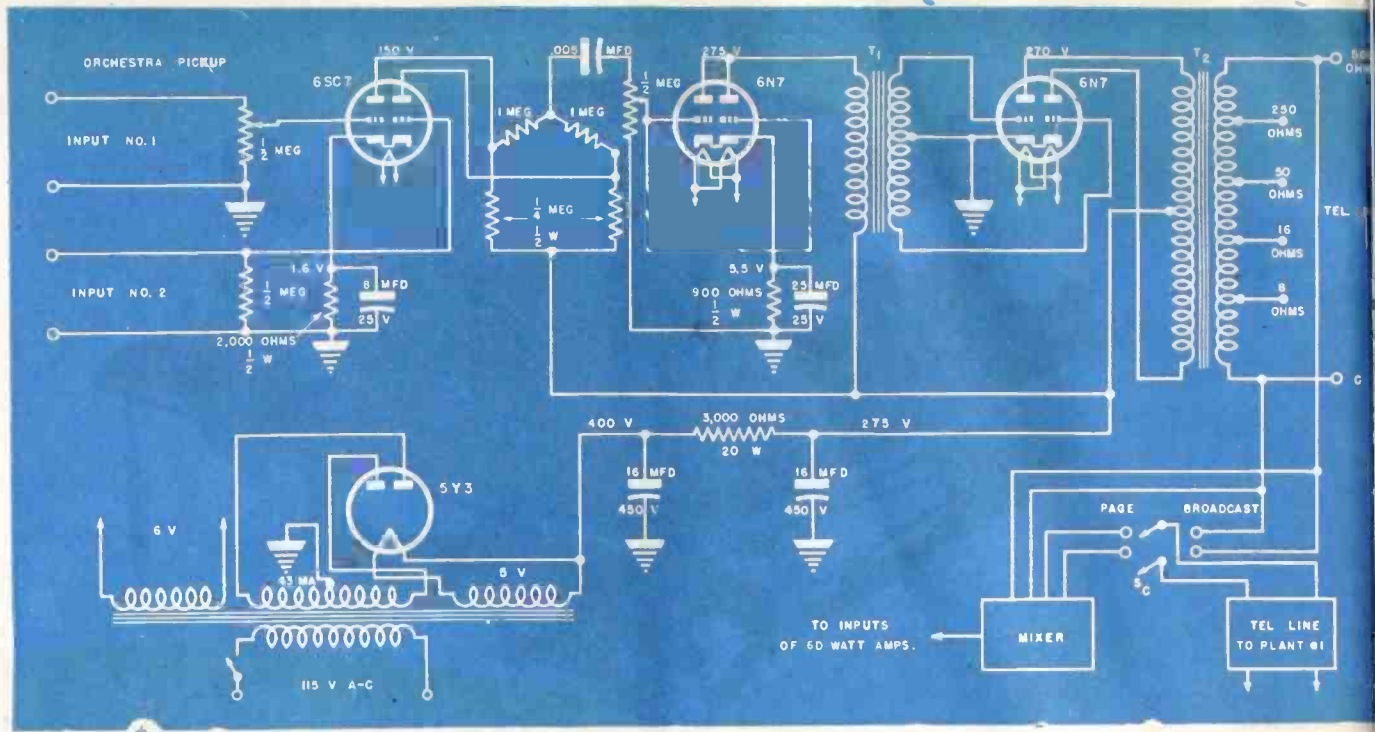 ORCHESTRA PICKUP
INPUT NO. 1
1/2 MEG
INPUT NO. 2
1/2 MEG
2,000 OHMS
1/2 W
6SC7
150 V
1.6 V
8 MFD
25 V
1 MEG
1 MEG
1/4 MEG
1/2 W
.005 MFD
1/2 MEG
275 V
6N7
5.5 V
900 OHMS
1/2 W
25 MFD
25 V
T1
270 V
6N7
T2
250 OHMS
50 OHMS
16 OHMS
8 OHMS
TEL.
C
400 V
3,000 OHMS
20 W
275 V
16 MFD
450 V
16 MFD
450 V
5Y3
6 V
43 MA
5 V
115 V A-C
PAGE
BROADCAST
TO INPUTS
OF 60 WATT AMPS.
MIXER
TEL LINE
TO PLANT #1